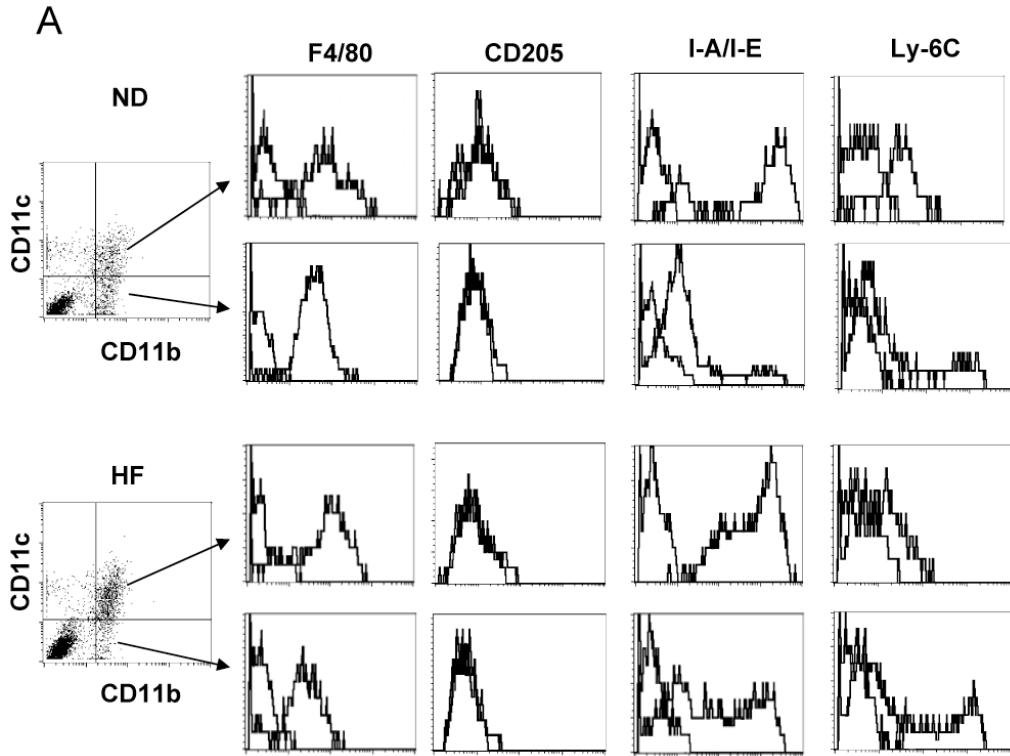 A
F4/80 CD205 I-A/I-E Ly-6C
ND
CD11c
CD11b
HF
CD11c
CD11b